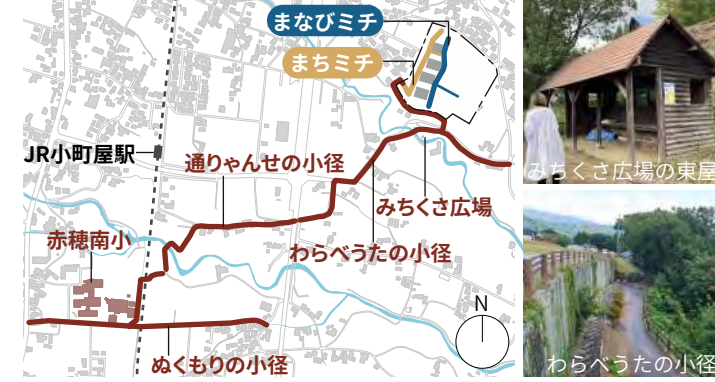 まなびミチ
まちミチ
JR小町屋駅
通りゃんせの小径
みちくさ広場
赤穂南小
わらべうたの小径
ぬくもりの小径
N
みちくさ広場の東屋
わらべうたの小径